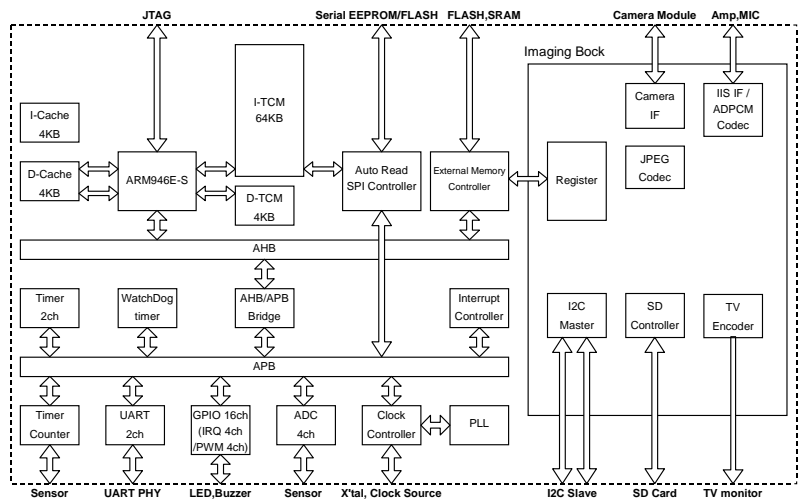 JTAG
Serial EEPROM/FLASH
FLASH,SRAM
Camera Module
Amp,MIC
Imaging Bock
I-Cache
4KB
I-TCM
64KB
Camera
IF
IIS IF /
ADPCM
Codec
D-Cache
4KB
ARM946E-S
D-TCM
4KB
Auto Read
SPI Controller
External Memory
Controller
Register
JPEG
Codec
AHB
Timer
2ch
WatchDog
timer
AHB/APB
Bridge
Interrupt
Controller
I2C
Master
SD
Controller
TV
Encoder
APB
Timer
Counter
UART
2ch
GPIO 16ch
(IRQ 4ch
/PWM 4ch)
ADC
4ch
Clock
Controller
PLL
Sensor
UART PHY
LED,Buzzer
Sensor
X'tal, Clock Source
I2C Slave
SD Card
TV monitor